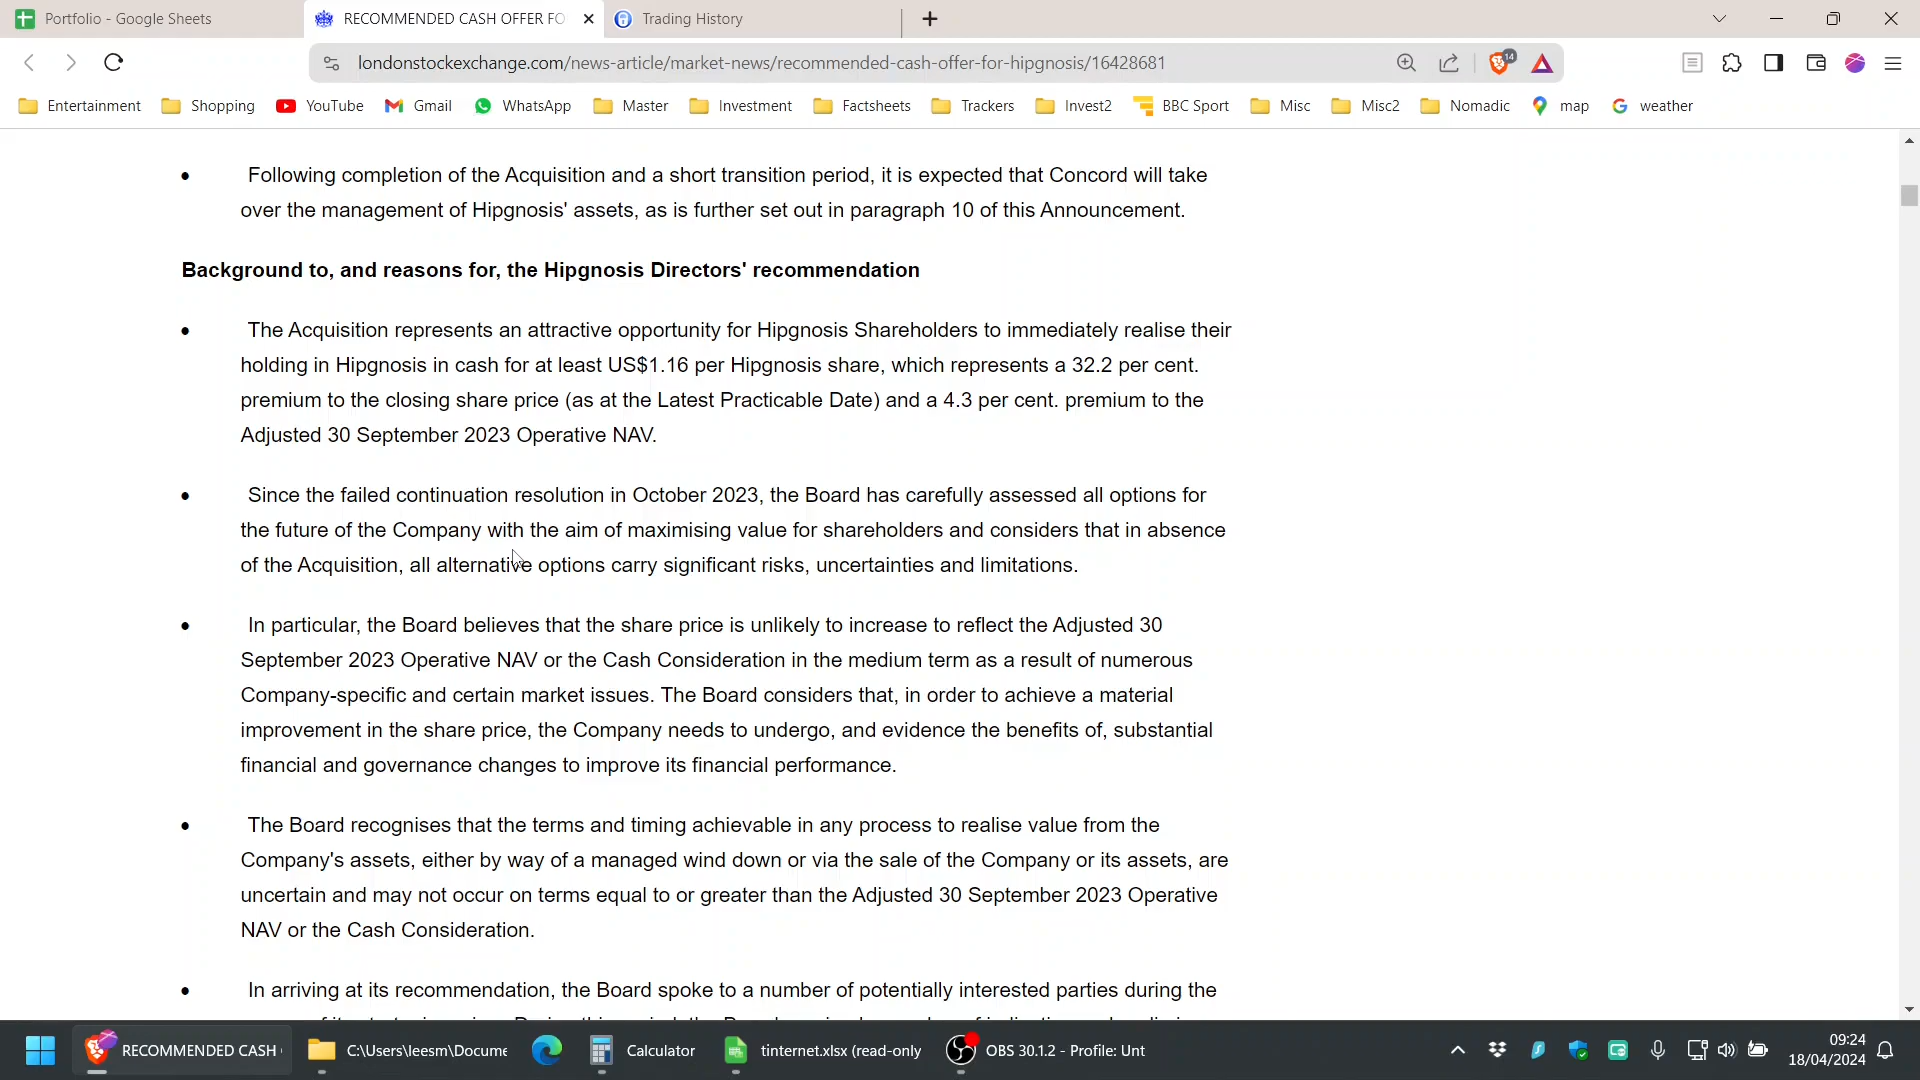 Portfolio - Google Sheets
RECOMMENDED CASH OFFER FO
Trading History
londonstockexchange.com/news-article/market-news/recommended-cash-offer-for-hipgnosis/16428681
14
Entertainment
Shopping
YouTube
Gmail
WhatsApp
Master
Investment
Factsheets
Trackers
Invest2
BBC Sport
Misc
Misc2
Nomadic
map
weather
• Following completion of the Acquisition and a short transition period, it is expected that Concord will take
over the management of Hipgnosis' assets, as is further set out in paragraph 10 of this Announcement.
Background to, and reasons for, the Hipgnosis Directors' recommendation
• The Acquisition represents an attractive opportunity for Hipgnosis Shareholders to immediately realise their
holding in Hipgnosis in cash for at least US$1.16 per Hipgnosis share, which represents a 32.2 per cent.
premium to the closing share price (as at the Latest Practicable Date) and a 4.3 per cent. premium to the
Adjusted 30 September 2023 Operative NAV.
• Since the failed continuation resolution in October 2023, the Board has carefully assessed all options for
the future of the Company with the aim of maximising value for shareholders and considers that in absence
of the Acquisition, all alternative options carry significant risks, uncertainties and limitations.
• In particular, the Board believes that the share price is unlikely to increase to reflect the Adjusted 30
September 2023 Operative NAV or the Cash Consideration in the medium term as a result of numerous
Company-specific and certain market issues. The Board considers that, in order to achieve a material
improvement in the share price, the Company needs to undergo, and evidence the benefits of, substantial
financial and governance changes to improve its financial performance.
• The Board recognises that the terms and timing achievable in any process to realise value from the
Company's assets, either by way of a managed wind down or via the sale of the Company or its assets, are
uncertain and may not occur on terms equal to or greater than the Adjusted 30 September 2023 Operative
NAV or the Cash Consideration.
• In arriving at its recommendation, the Board spoke to a number of potentially interested parties during the
RECOMMENDED CASH
C:\Users\leesm\Docume
Calculator
tinternet.xlsx (read-only
OBS 30.1.2 - Profile: Unt
09:24
18/04/2024